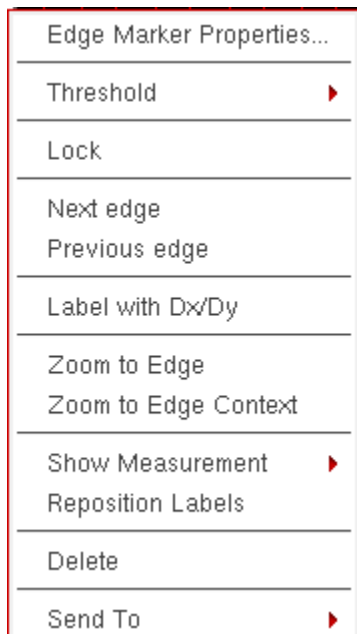 Edge Marker Properties...
Threshold
Lock
Next edge
Previous edge
Label with Dx/Dy
Zoom to Edge
Zoom to Edge Context
Show Measurement
Reposition Labels
Delete
Send To